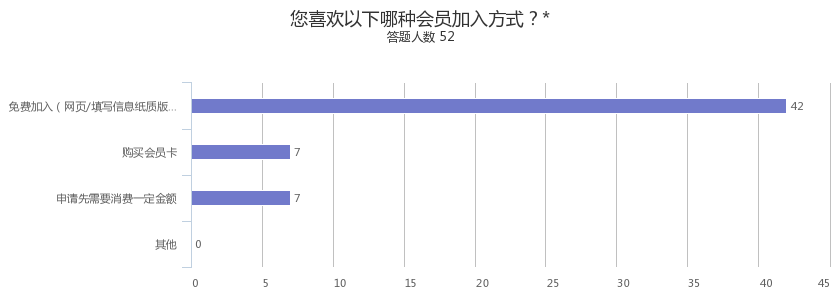 您喜欢以下哪种会员加入方式？*
答题人数 52
免费加入（网页/填写信息纸质版...
42
购买会员卡
7
申请先需要消费一定金额
7
其他
0
0 5 10 15 20 25 30 35 40 45